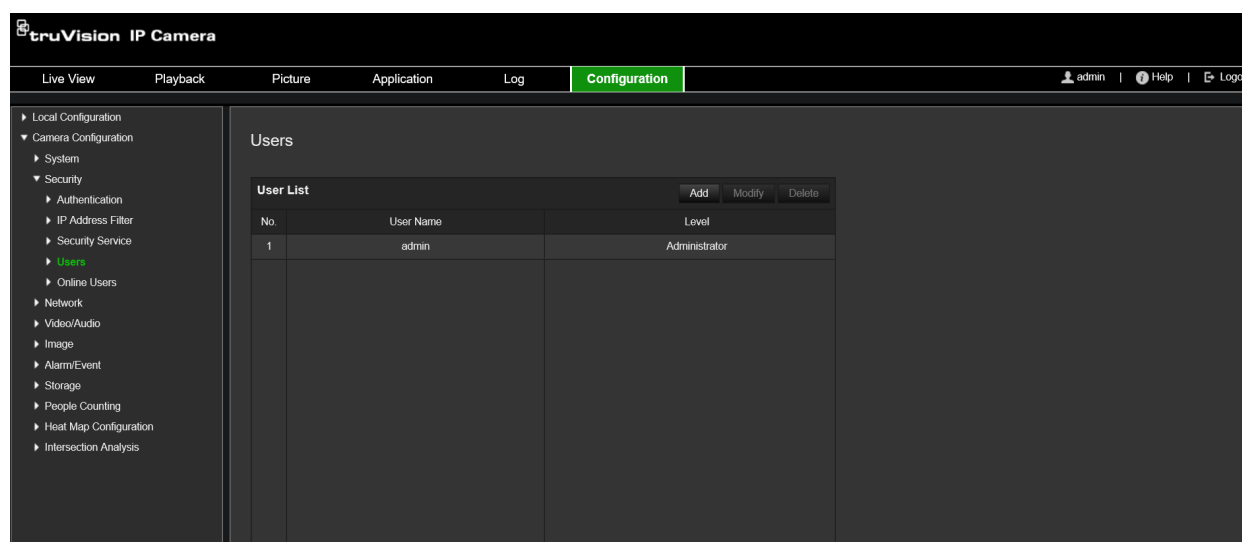 truVision IP Camera
Live View Playback Picture Application Log Configuration admin | Help | Logo
Local Configuration
Camera Configuration
System
Security
Authentication
IP Address Filter
Security Service
Users
Online Users
Network
Video/Audio
Image
Alarm/Event
Storage
People Counting
Heat Map Configuration
Intersection Analysis
Users
User List Add Modify Delete
No. User Name Level
1 admin Administrator